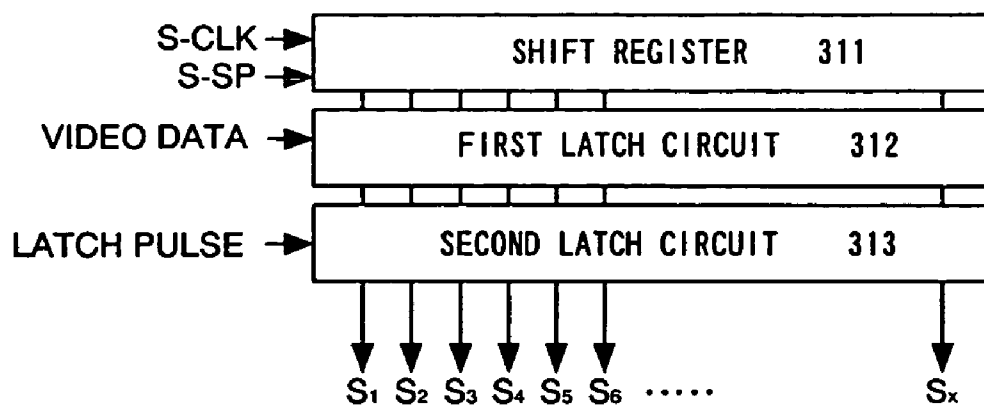 S-CLK
S-SP
SHIFT REGISTER 311
VIDEO DATA
FIRST LATCH CIRCUIT 312
LATCH PULSE
SECOND LATCH CIRCUIT 313
S1 S2 S3 S4 S5 S6 ····· Sx